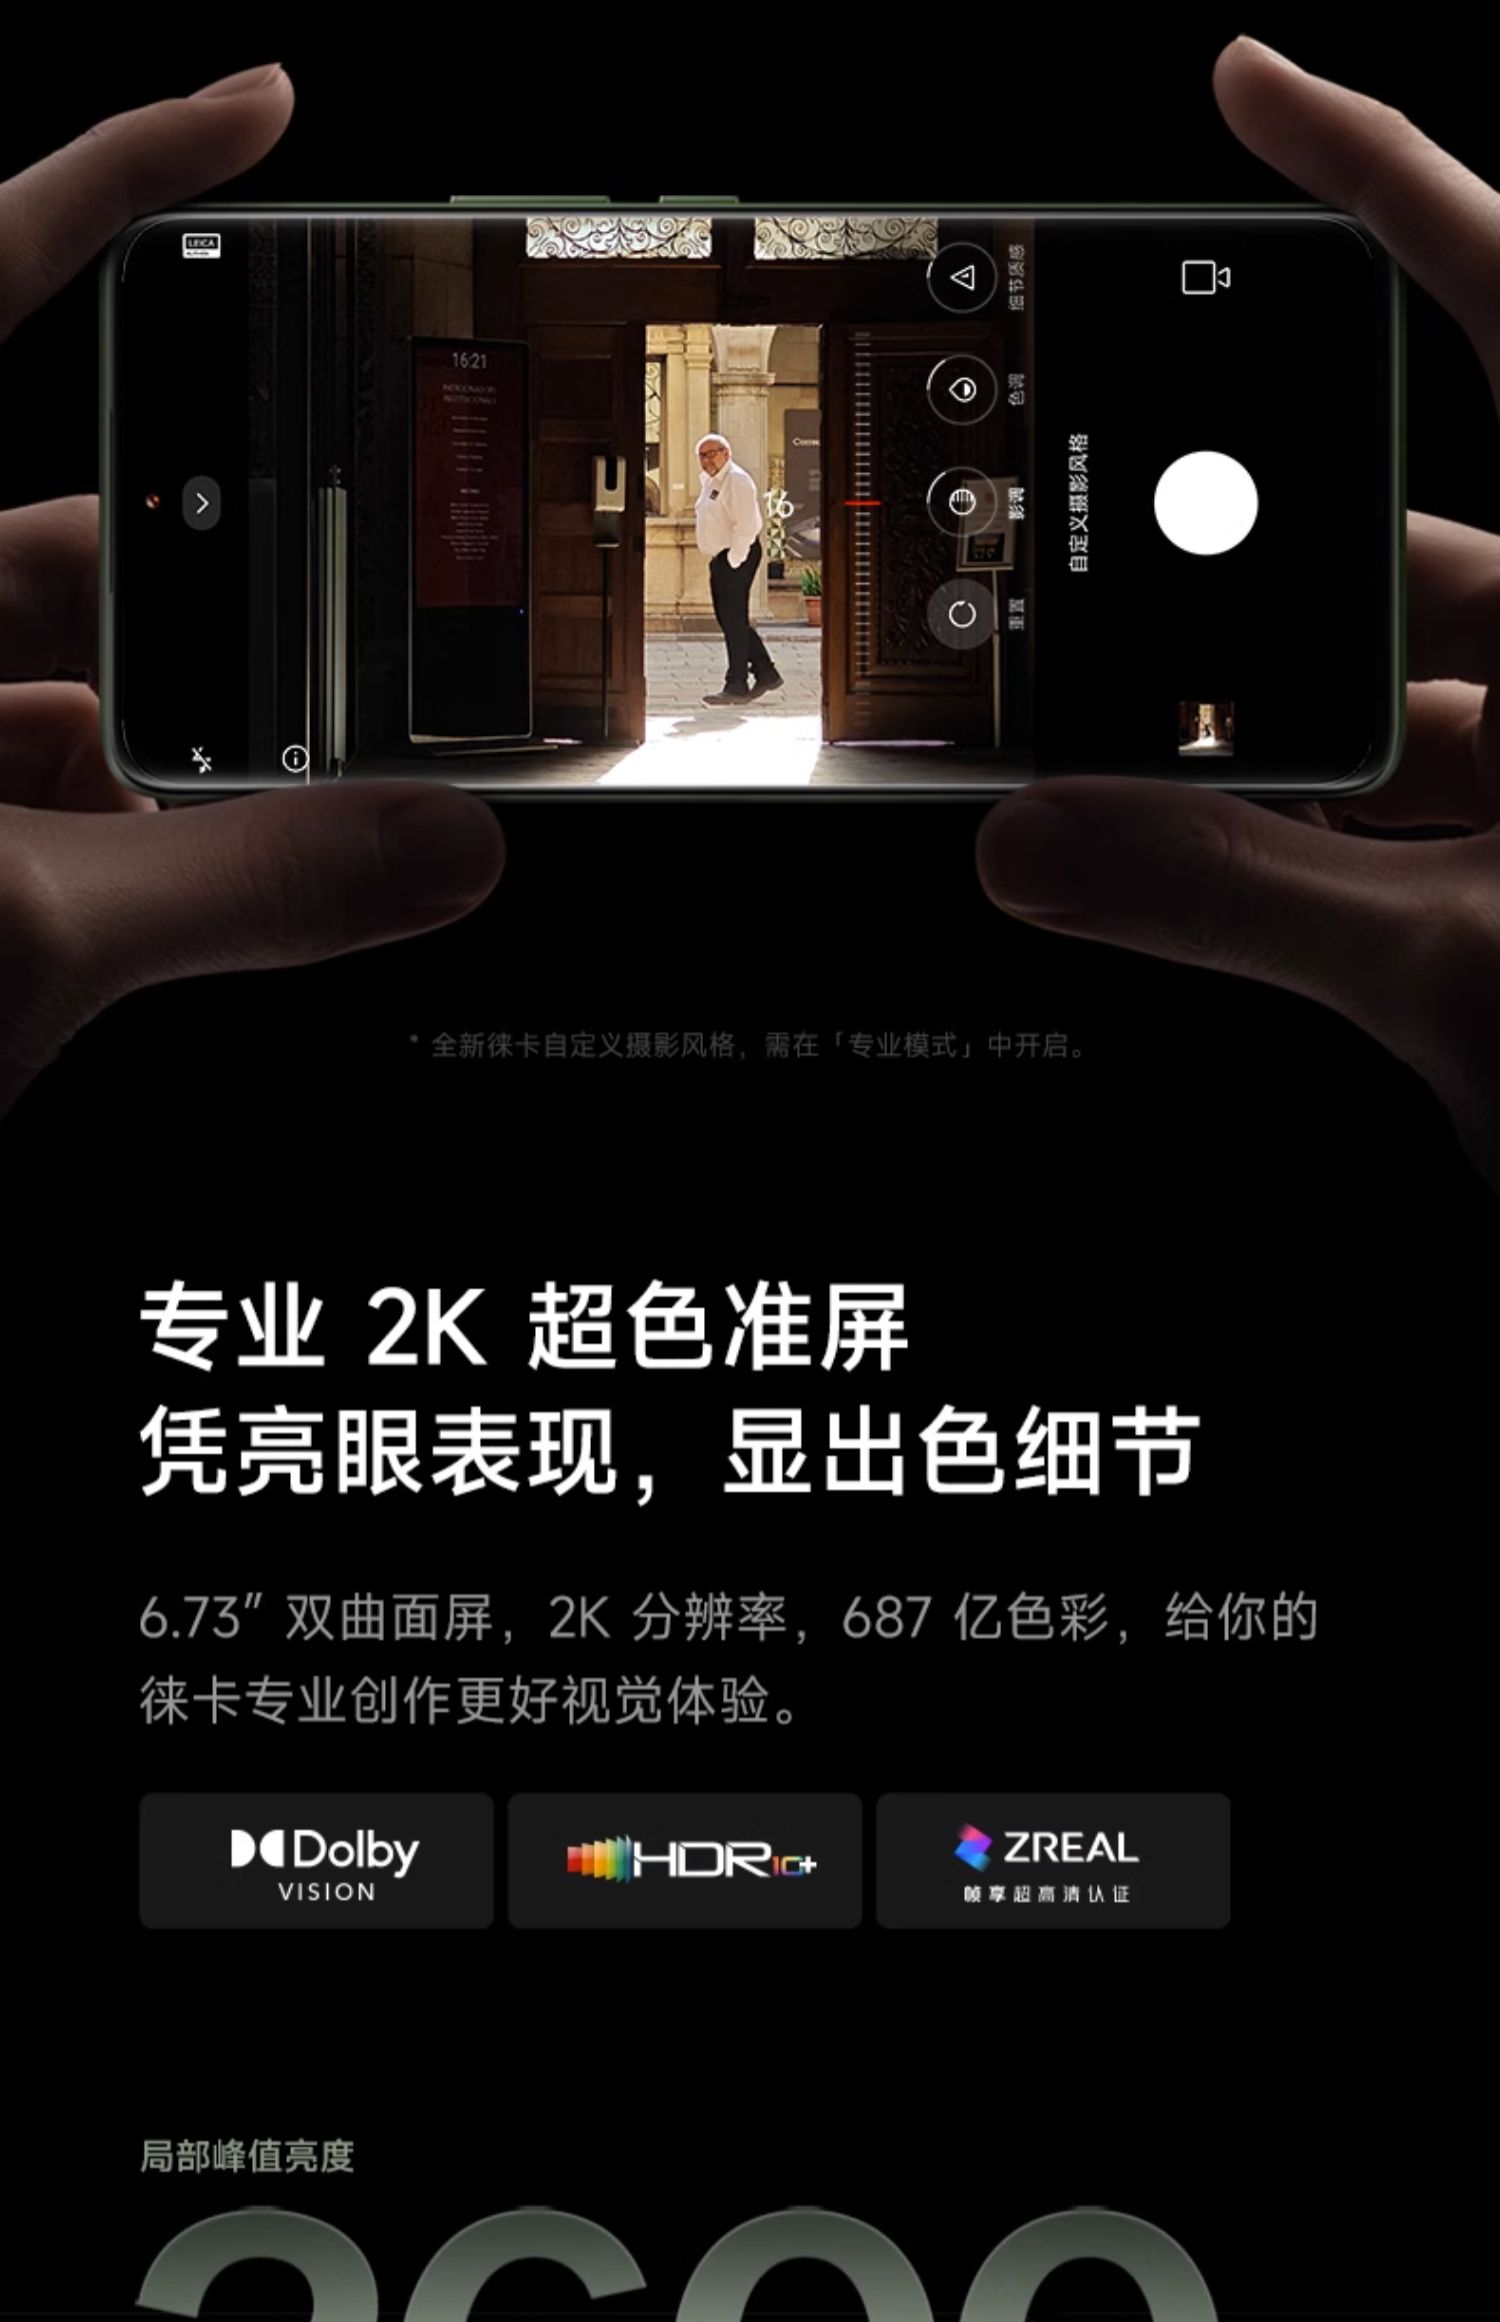 LEICA
16:21
16
细节质感
色调
影调
重置
自定义摄影风格
* 全新徕卡自定义摄影风格，需在「专业模式」中开启。
专业 2K 超色准屏
凭亮眼表现，显出色细节
6.73″ 双曲面屏，2K 分辨率，687 亿色彩，给你的
徕卡专业创作更好视觉体验。
Dolby
VISION
HDR10+
ZREAL
帧享超高清认证
局部峰值亮度